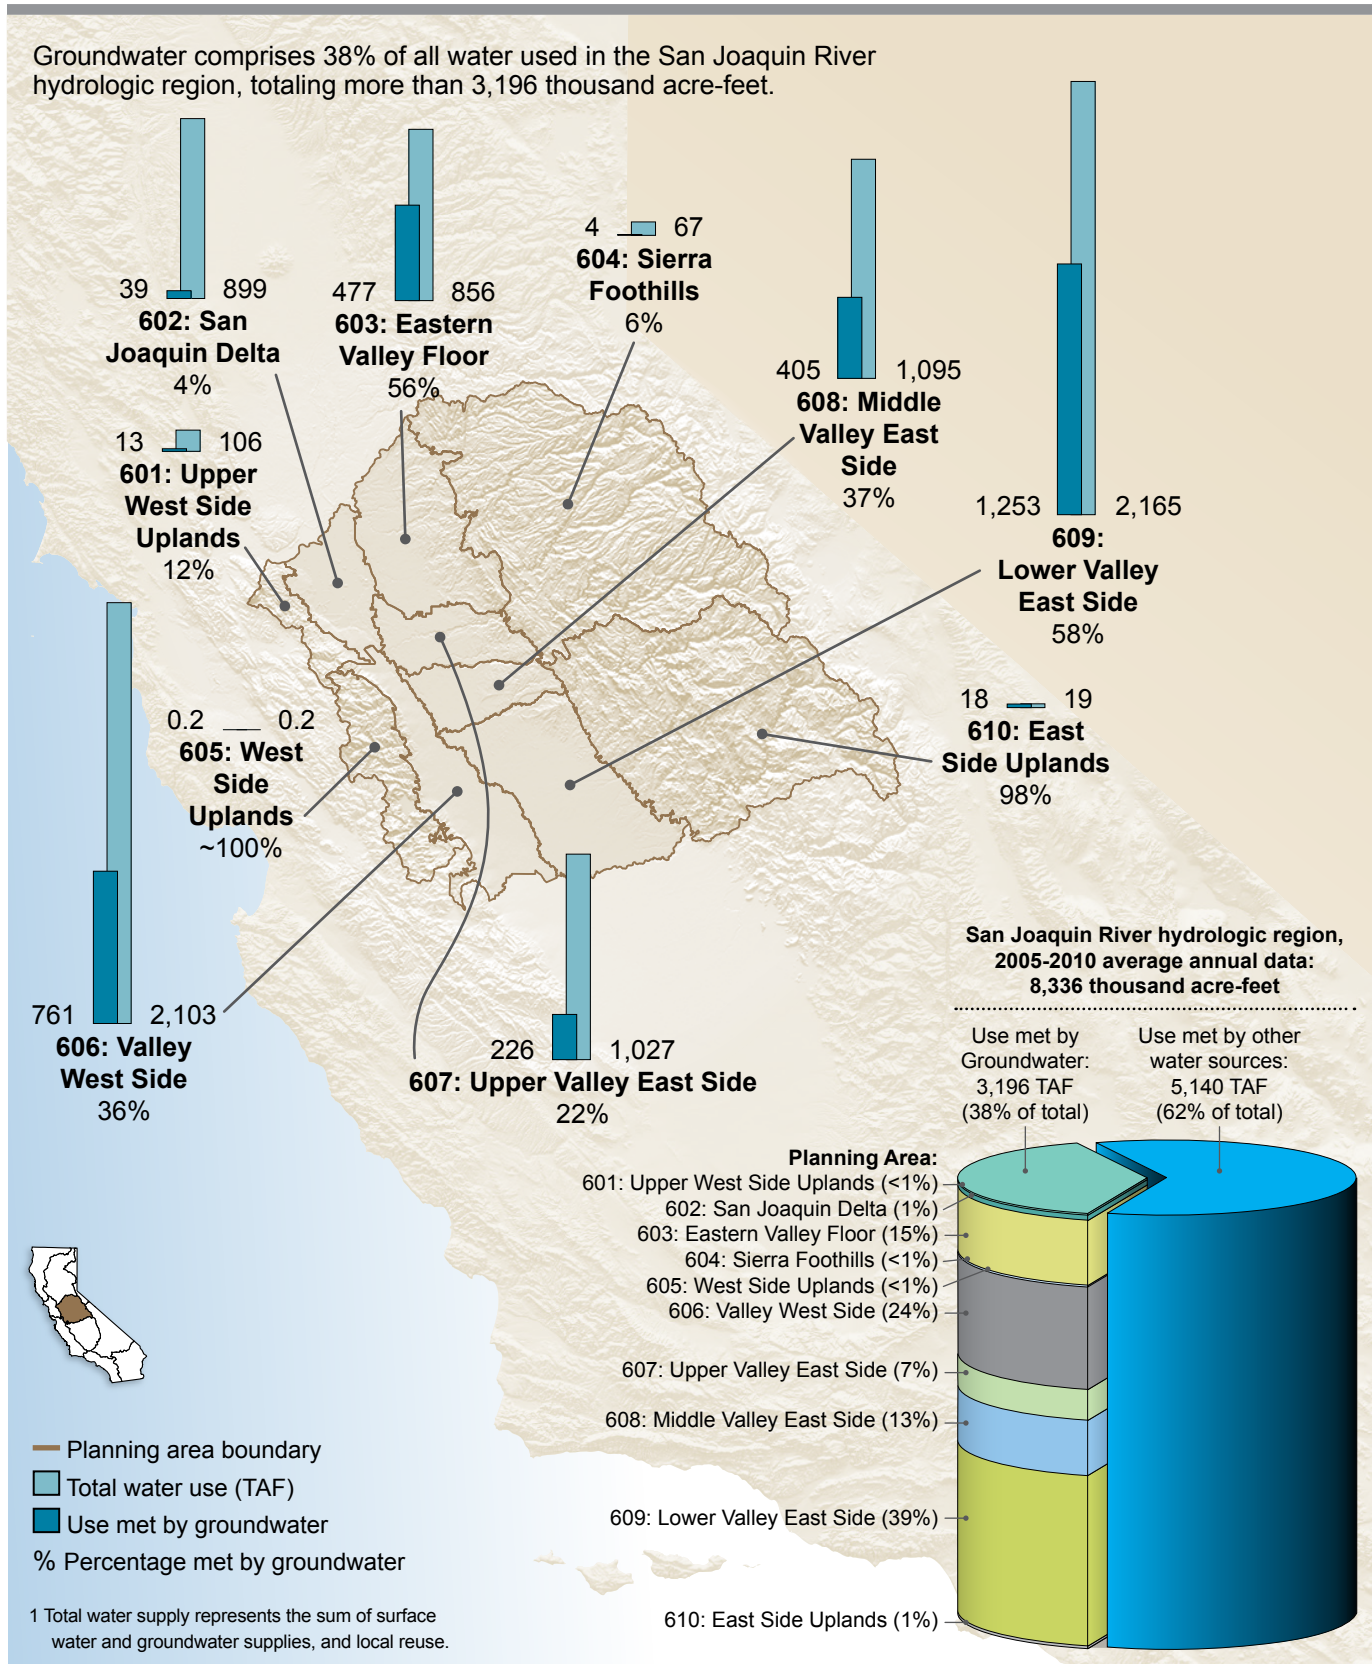 Groundwater comprises 38% of all water used in the San Joaquin River
hydrologic region, totaling more than 3,196 thousand acre-feet.
39 899
602: San
Joaquin Delta
4%
477 856
603: Eastern
Valley Floor
56%
4 67
604: Sierra
Foothills
6%
405 1,095
608: Middle
Valley East
Side
37%
1,253 2,165
609:
Lower Valley
East Side
58%
13 106
601: Upper
West Side
Uplands
12%
0.2 0.2
605: West
Side
Uplands
~100%
18 19
610: East
Side Uplands
98%
761 2,103
606: Valley
West Side
36%
226 1,027
607: Upper Valley East Side
22%
San Joaquin River hydrologic region,
2005-2010 average annual data:
8,336 thousand acre-feet
Use met by
Groundwater:
3,196 TAF
(38% of total)
Use met by other
water sources:
5,140 TAF
(62% of total)
Planning Area:
601: Upper West Side Uplands (<1%)
602: San Joaquin Delta (1%)
603: Eastern Valley Floor (15%)
604: Sierra Foothills (<1%)
605: West Side Uplands (<1%)
606: Valley West Side (24%)
607: Upper Valley East Side (7%)
608: Middle Valley East Side (13%)
609: Lower Valley East Side (39%)
610: East Side Uplands (1%)
Planning area boundary
Total water use (TAF)
Use met by groundwater
% Percentage met by groundwater
1 Total water supply represents the sum of surface
water and groundwater supplies, and local reuse.